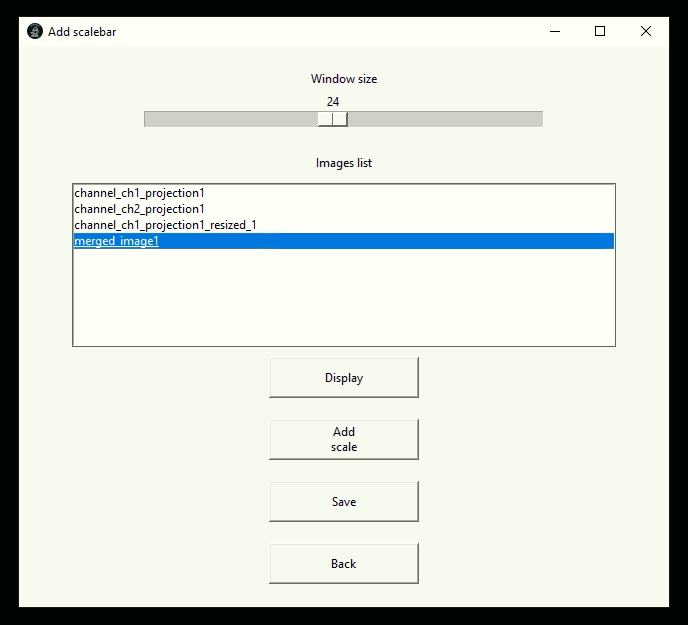 Add scalebar
Window size
24
Images list
channel_ch1_projection1
channel_ch2_projection1
channel_ch1_projection1_resized_1
merged_image1
Display
Add
scale
Save
Back